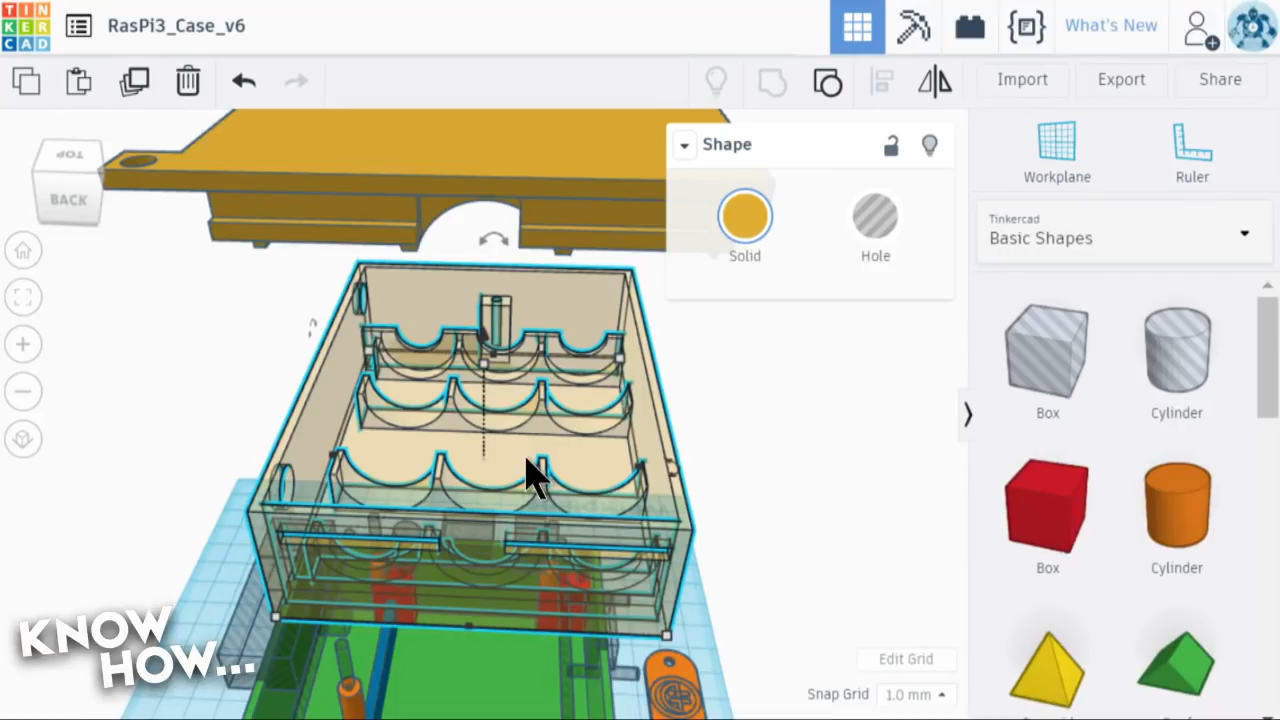 TIN
KER
CAD
RasPi3_Case_v6
What's New
Import
Export
Share
TOP
BACK
Shape
Solid
Hole
Workplane
Ruler
Tinkercad
Basic Shapes
Box
Cylinder
Box
Cylinder
Edit Grid
Snap Grid
1.0 mm
KNOW
HOW...